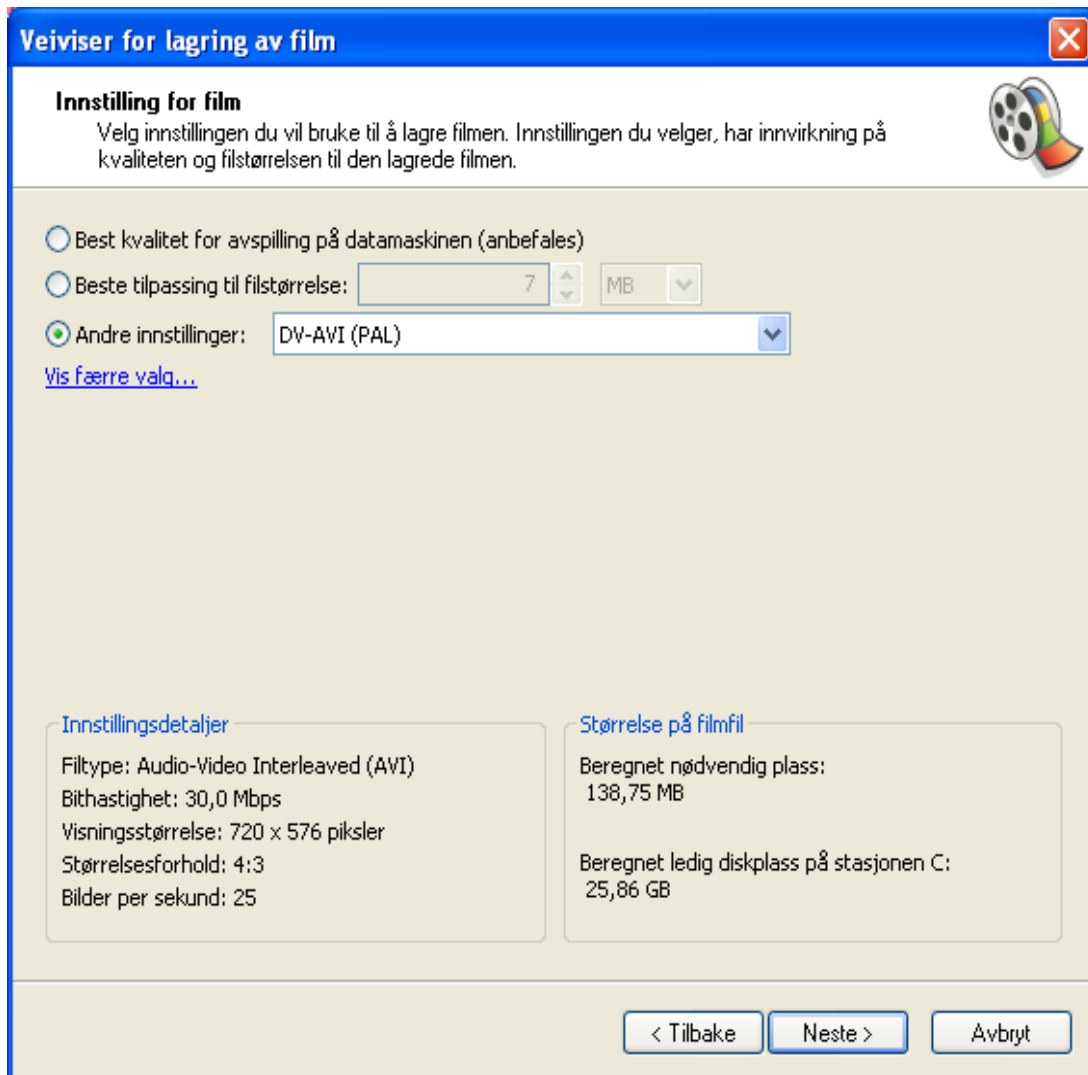 Veiviser for lagring av film
Innstilling for film
Velg innstillingen du vil bruke til å lagre filmen. Innstillingen du velger, har innvirkning på
kvaliteten og filstørrelsen til den lagrede filmen.
Best kvalitet for avspilling på datamaskinen (anbefales)
Beste tilpassing til filstørrelse: 7 MB
Andre innstillinger: DV-AVI (PAL)
Vis færre valg...
Innstillingsdetaljer
Filtype: Audio-Video Interleaved (AVI)
Bithastighet: 30,0 Mbps
Visningsstørrelse: 720 x 576 piksler
Størrelsesforhold: 4:3
Bilder per sekund: 25
Størrelse på filmfil
Beregnet nødvendig plass:
138,75 MB
Beregnet ledig diskplass på stasjonen C:
25,86 GB
< Tilbake Neste > Avbryt